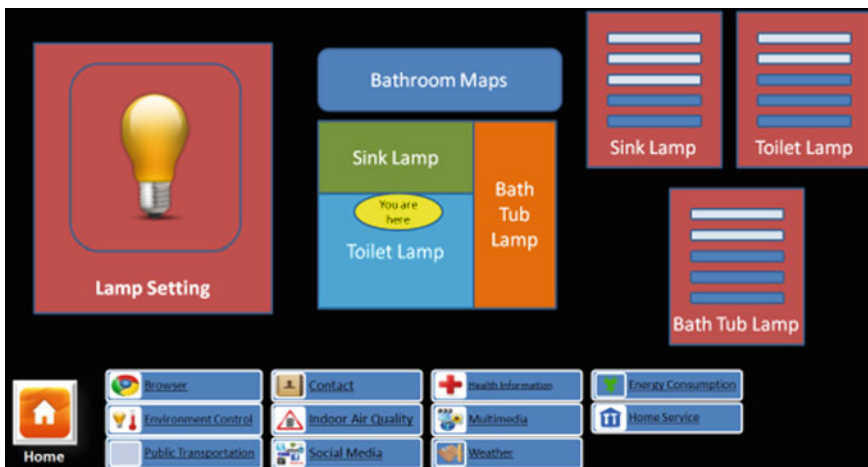 Lamp Setting
Bathroom Maps
Sink Lamp
You are
here
Toilet Lamp
Bath
Tub
Lamp
Sink Lamp
Toilet Lamp
Bath Tub Lamp
Home
Browser
Contact
Health Information
Energy Consumption
Environment Control
Indoor Air Quality
Multimedia
Home Service
Public Transportation
Social Media
Weather